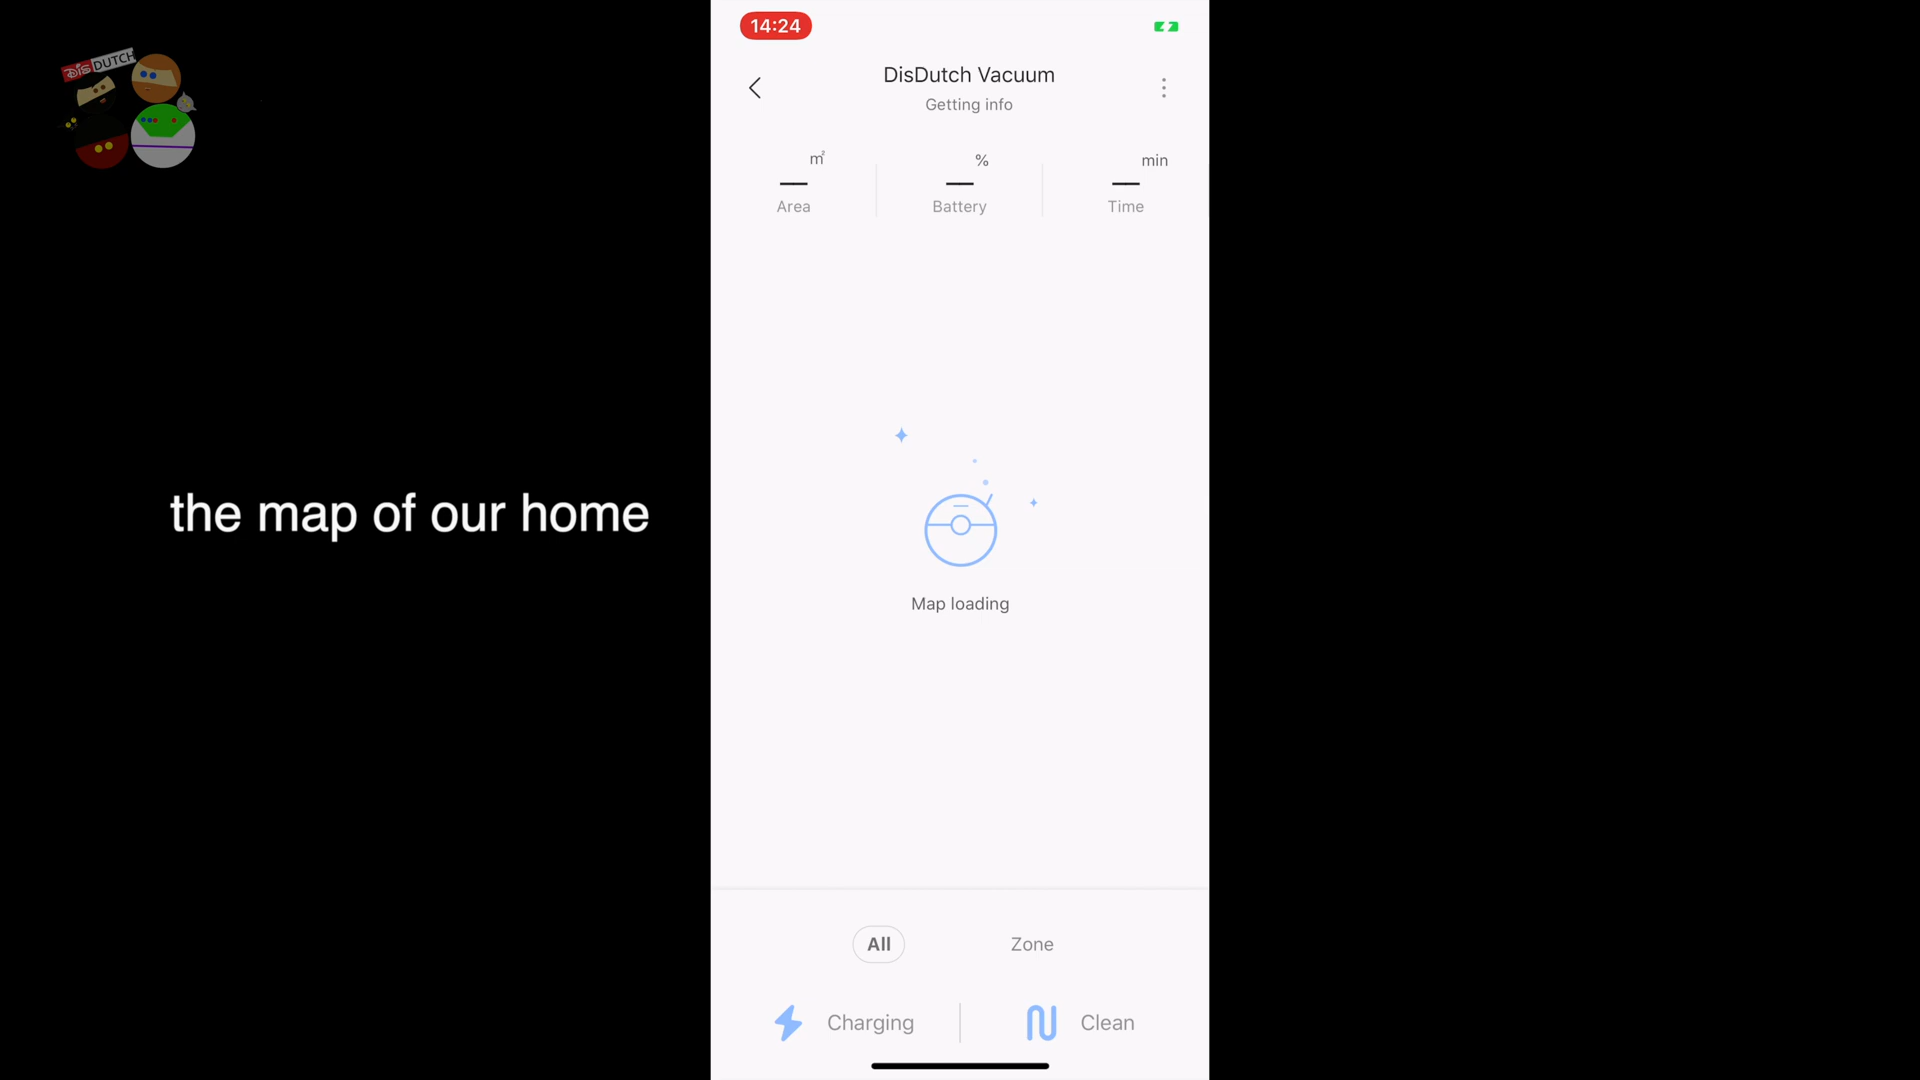 DiS DUTCH
the map of our home
14:24
DisDutch Vacuum
Getting info
m²
%
min
Area
Battery
Time
Map loading
All
Zone
Charging
Clean